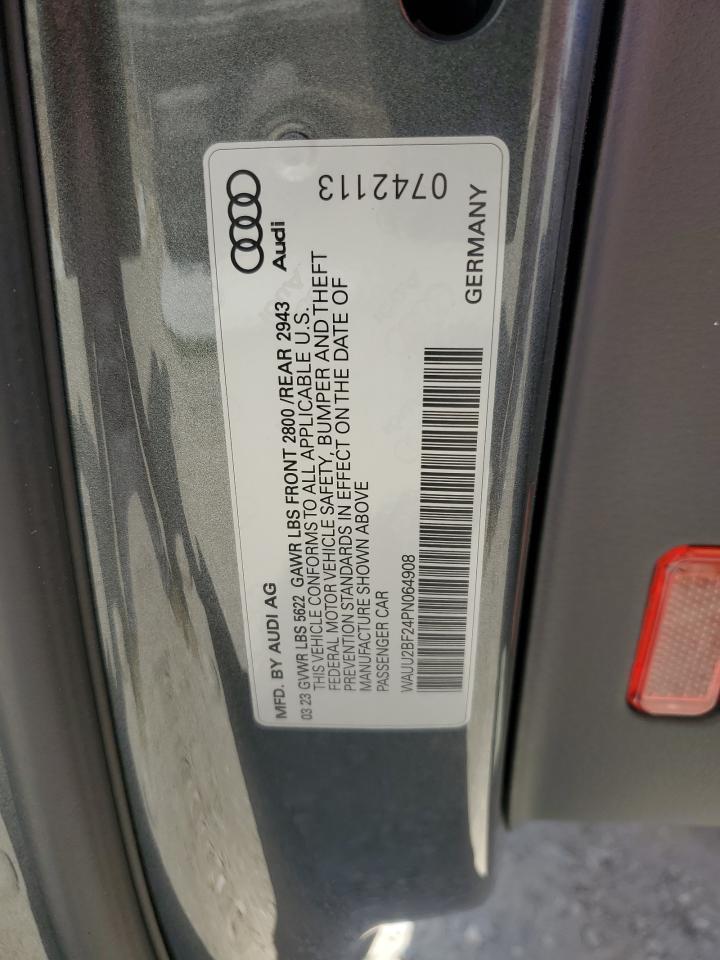 Audi
0742113
MFD. BY AUDI AG
03 23 GVWR LBS 5622 GAWR LBS FRONT 2800 /REAR 2943
THIS VEHICLE CONFORMS TO ALL APPLICABLE U.S.
FEDERAL MOTOR VEHICLE SAFETY, BUMPER AND THEFT
PREVENTION STANDARDS IN EFFECT ON THE DATE OF
MANUFACTURE SHOWN ABOVE
PASSENGER CAR
WAUU2BF24PN064908
GERMANY